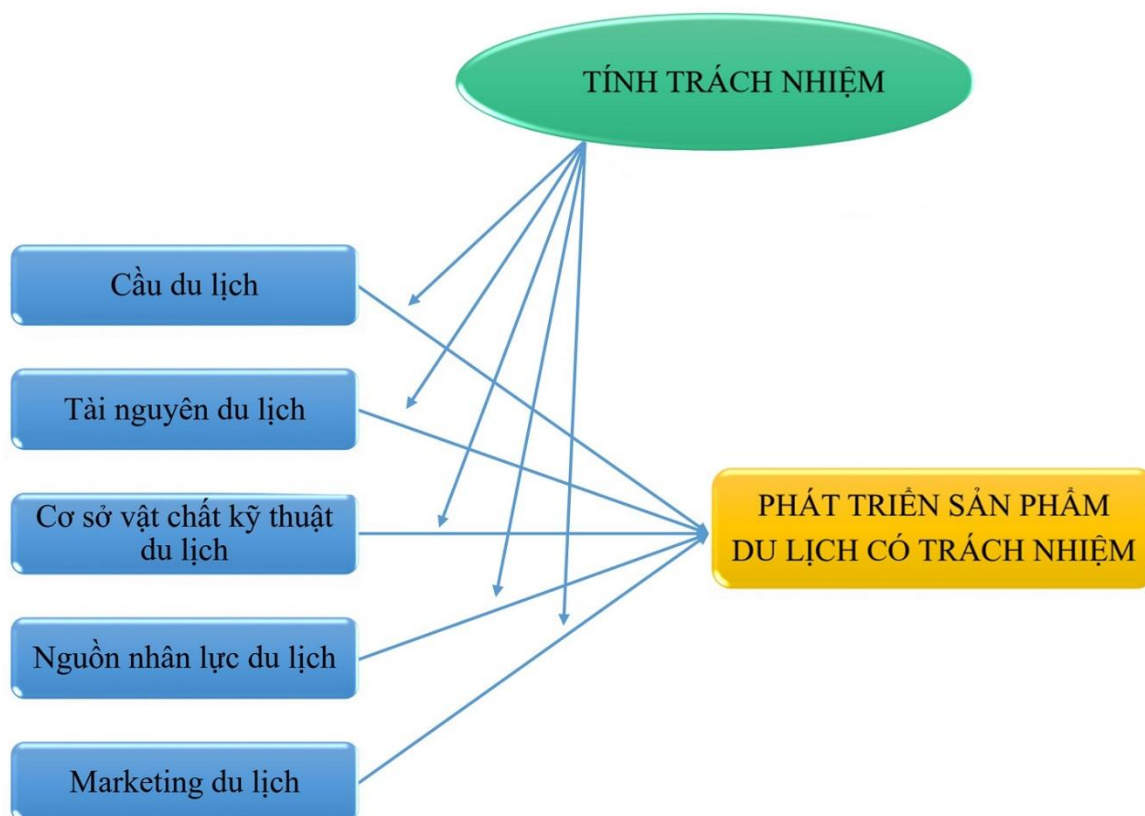 TÍNH TRÁCH NHIỆM
Cầu du lịch
Tài nguyên du lịch
Cơ sở vật chất kỹ thuật
du lịch
Nguồn nhân lực du lịch
Marketing du lịch
PHÁT TRIỂN SẢN PHẨM
DU LỊCH CÓ TRÁCH NHIỆM